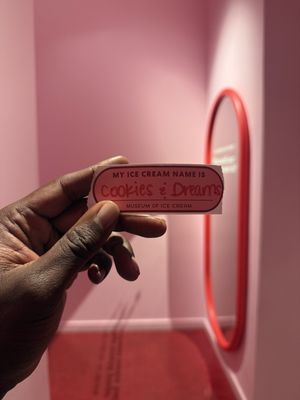 MY ICE CREAM NAME IS
Cookies & Dreams
MUSEUM OF ICE CREAM